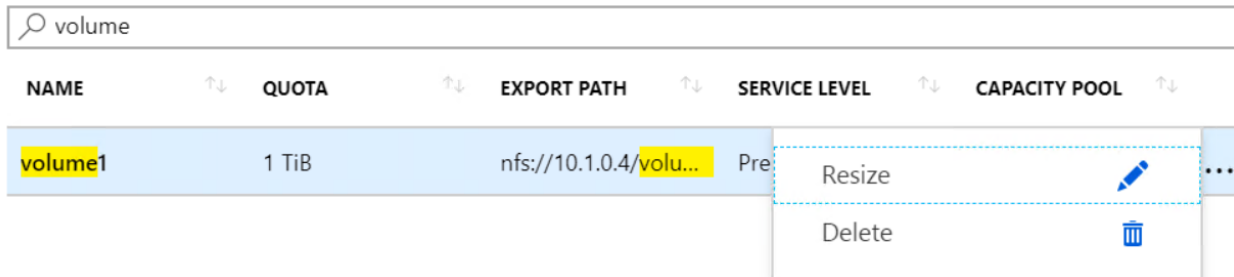 volume
NAME QUOTA EXPORT PATH SERVICE LEVEL CAPACITY POOL
volume1 1 TiB nfs://10.1.0.4/volu... Pre ...
Resize
Delete